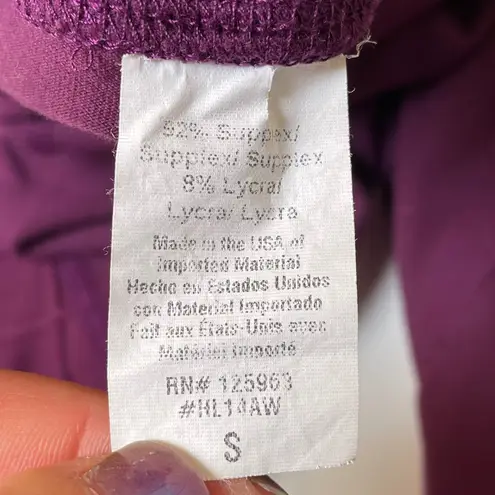 92% Supplex/
Supplex/ Supplex
8% Lycra/
Lycra/ Lycra
Made in the USA of
Imported Material
Hecho en Estados Unidos
con Material Importado
Fait aux États-Unis avec
Matériel importé
RN# 125963
#HL14AW
S